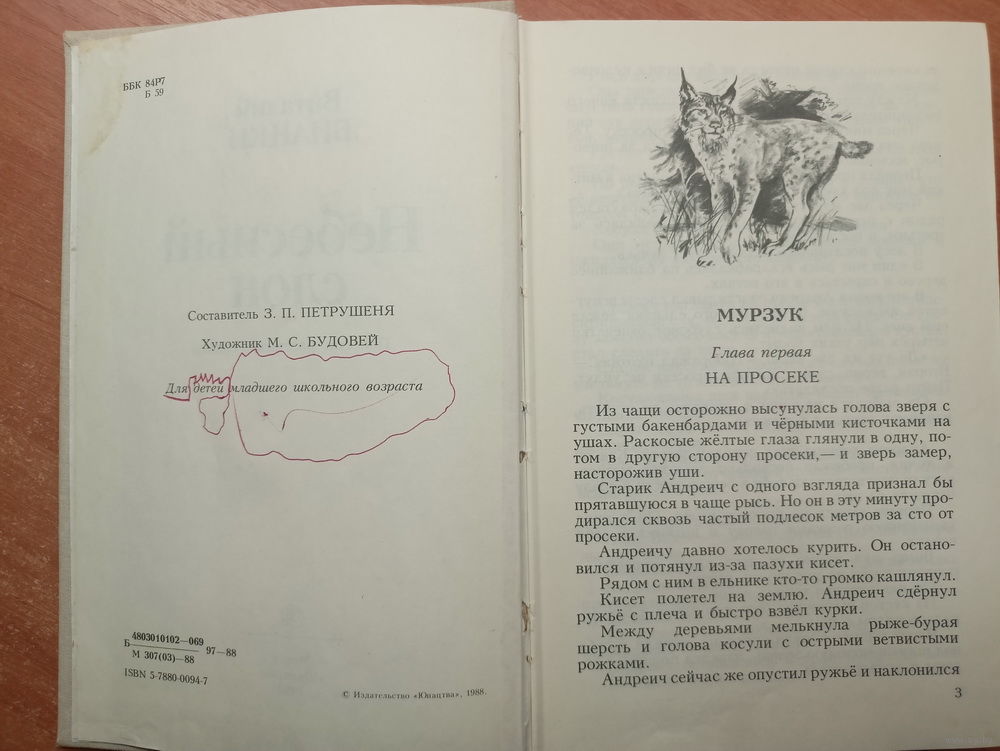 ББК 84Р7
Б 59
Составитель З. П. ПЕТРУШЕНЯ
Художник М. С. БУДОВЕЙ
Для детей младшего школьного возраста
Б 4803010102—069
М 307(03)—88
97—88
ISBN 5-7880-0094-7
© Издательство «Юнацтва», 1988.
МУРЗУК
Глава первая
НА ПРОСЕКЕ
Из чащи осторожно высунулась голова зверя с
густыми бакенбардами и чёрными кисточками на
ушах. Раскосые жёлтые глаза глянули в одну, по-
том в другую сторону просеки,— и зверь замер,
насторожив уши.
Старик Андреич с одного взгляда признал бы
прятавшуюся в чаще рысь. Но он в эту минуту про-
дирался сквозь частый подлесок метров за сто от
просеки.
Андреичу давно хотелось курить. Он остано-
вился и потянул из-за пазухи кисет.
Рядом с ним в ельнике кто-то громко кашлянул.
Кисет полетел на землю. Андреич сдёрнул
ружьё с плеча и быстро взвёл курки.
Между деревьями мелькнула рыже-бурая
шерсть и голова косули с острыми ветвистыми
рожками.
Андреич сейчас же опустил ружьё и наклонился
3